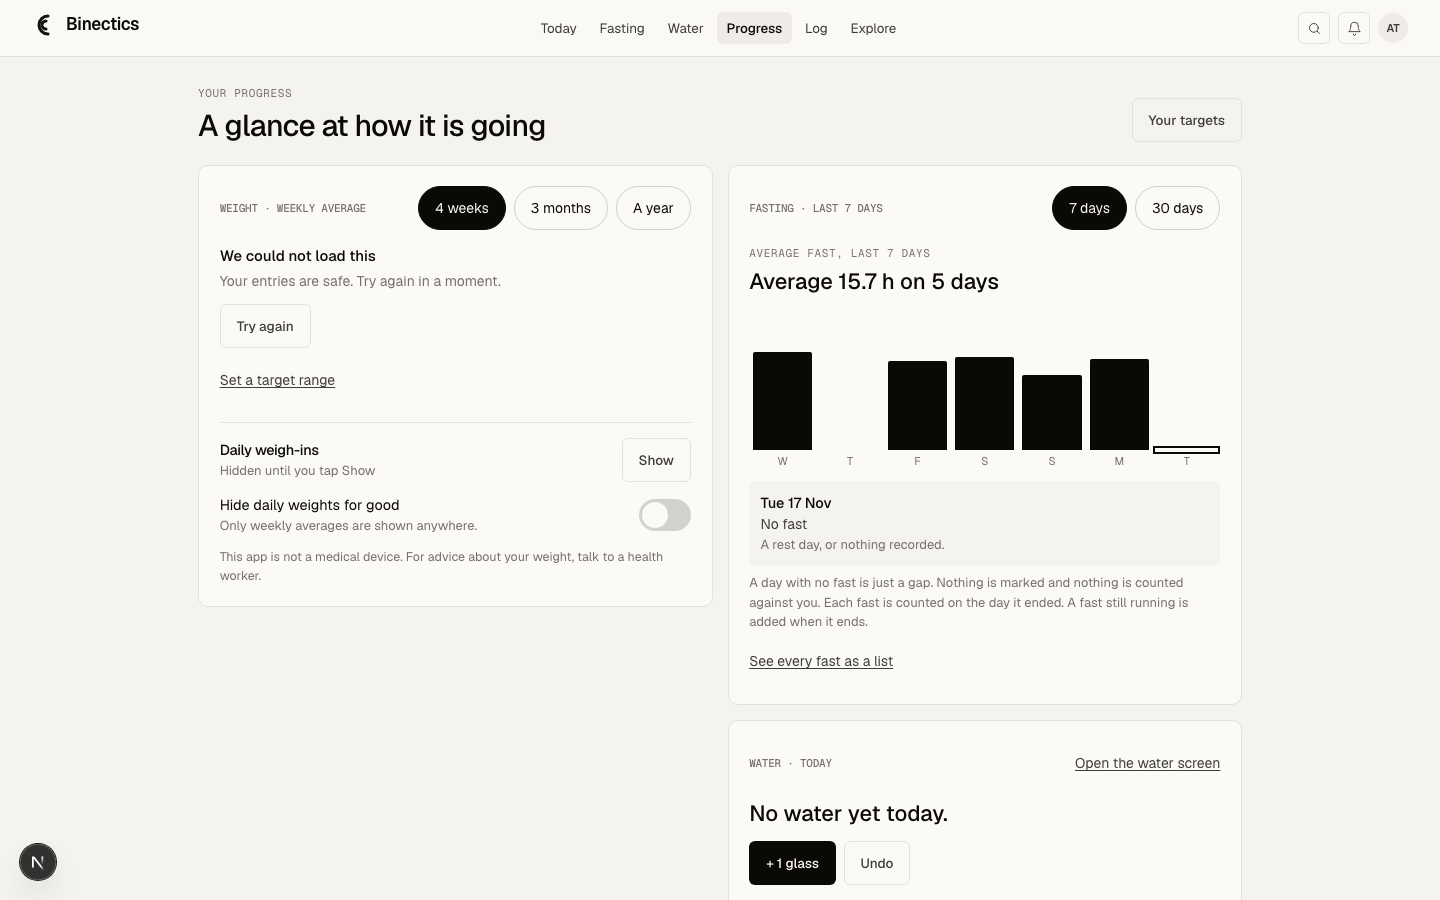 Binectics
Today Fasting Water Progress Log Explore
AT
YOUR PROGRESS
A glance at how it is going
Your targets
WEIGHT · WEEKLY AVERAGE
4 weeks 3 months A year
We could not load this
Your entries are safe. Try again in a moment.
Try again
Set a target range
Daily weigh-ins
Hidden until you tap Show
Show
Hide daily weights for good
Only weekly averages are shown anywhere.
This app is not a medical device. For advice about your weight, talk to a health
worker.
FASTING · LAST 7 DAYS
7 days 30 days
AVERAGE FAST, LAST 7 DAYS
Average 15.7 h on 5 days
W T F S S M T
Tue 17 Nov
No fast
A rest day, or nothing recorded.
A day with no fast is just a gap. Nothing is marked and nothing is counted
against you. Each fast is counted on the day it ended. A fast still running is
added when it ends.
See every fast as a list
WATER · TODAY
Open the water screen
No water yet today.
+ 1 glass Undo
N